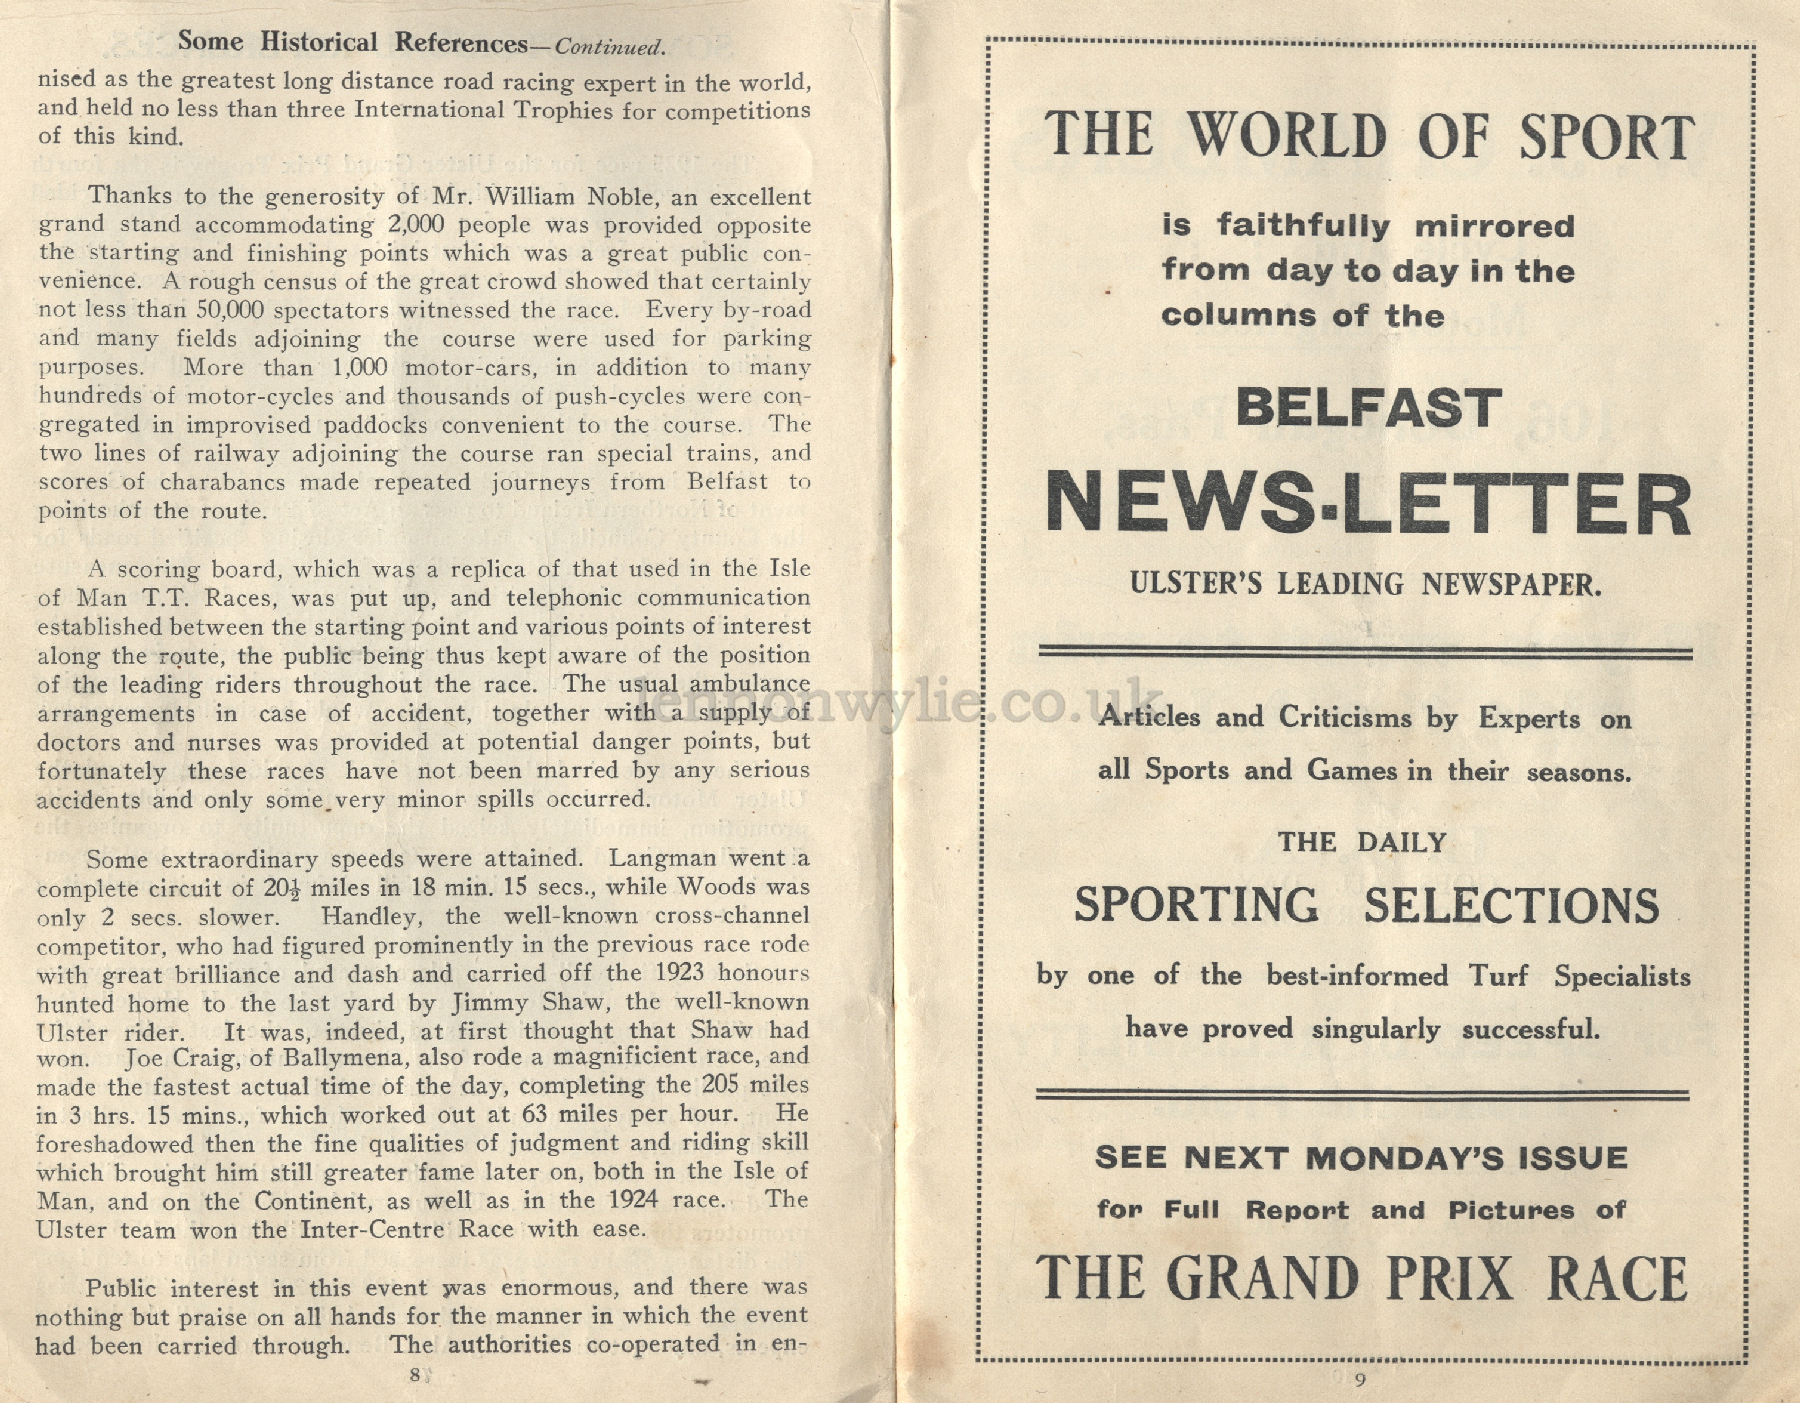 Some Historical References—Continued.
nised as the greatest long distance road racing expert in the world,
and held no less than three International Trophies for competitions
of this kind.
Thanks to the generosity of Mr. William Noble, an excellent
grand stand accommodating 2,000 people was provided opposite
the starting and finishing points which was a great public con-
venience. A rough census of the great crowd showed that certainly
not less than 50,000 spectators witnessed the race. Every by-road
and many fields adjoining the course were used for parking
purposes. More than 1,000 motor-cars, in addition to many
hundreds of motor-cycles and thousands of push-cycles were con-
gregated in improvised paddocks convenient to the course. The
two lines of railway adjoining the course ran special trains, and
scores of charabancs made repeated journeys from Belfast to
points of the route.
A scoring board, which was a replica of that used in the Isle
of Man T.T. Races, was put up, and telephonic communication
established between the starting point and various points of interest
along the route, the public being thus kept aware of the position
of the leading riders throughout the race. The usual ambulance
arrangements in case of accident, together with a supply of
doctors and nurses was provided at potential danger points, but
fortunately these races have not been marred by any serious
accidents and only some very minor spills occurred.
Some extraordinary speeds were attained. Langman went a
complete circuit of 20½ miles in 18 min. 15 secs., while Woods was
only 2 secs. slower. Handley, the well-known cross-channel
competitor, who had figured prominently in the previous race rode
with great brilliance and dash and carried off the 1923 honours
hunted home to the last yard by Jimmy Shaw, the well-known
Ulster rider. It was, indeed, at first thought that Shaw had
won. Joe Craig, of Ballymena, also rode a magnificient race, and
made the fastest actual time of the day, completing the 205 miles
in 3 hrs. 15 mins., which worked out at 63 miles per hour. He
foreshadowed then the fine qualities of judgment and riding skill
which brought him still greater fame later on, both in the Isle of
Man, and on the Continent, as well as in the 1924 race. The
Ulster team won the Inter-Centre Race with ease.
Public interest in this event was enormous, and there was
nothing but praise on all hands for the manner in which the event
had been carried through. The authorities co-operated in en-
8
THE WORLD OF SPORT
is faithfully mirrored
from day to day in the
columns of the
BELFAST
NEWS-LETTER
ULSTER'S LEADING NEWSPAPER.
lennonwylie.co.uk
Articles and Criticisms by Experts on
all Sports and Games in their seasons.
THE DAILY
SPORTING SELECTIONS
by one of the best-informed Turf Specialists
have proved singularly successful.
SEE NEXT MONDAY'S ISSUE
for Full Report and Pictures of
THE GRAND PRIX RACE
9